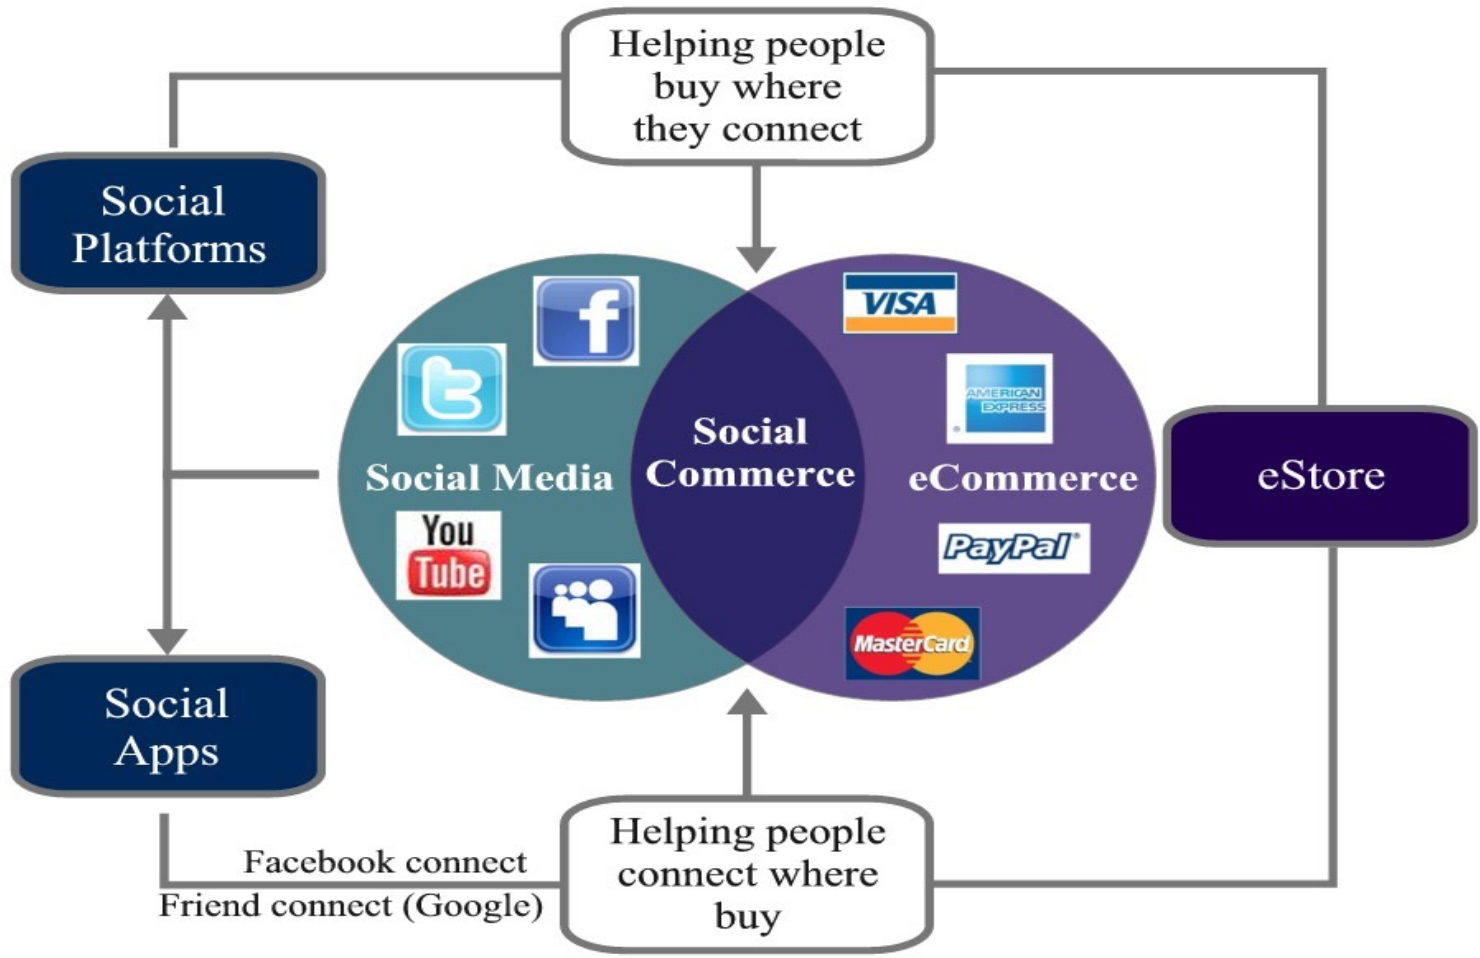 Helping people
buy where
they connect
Social
Platforms
f
VISA
t
AMERICAN
EXPRESS
®
Social
Commerce
Social Media
eCommerce
eStore
You
Tube
PayPal
MasterCard
Social
Apps
Helping people
connect where
buy
Facebook connect
Friend connect (Google)